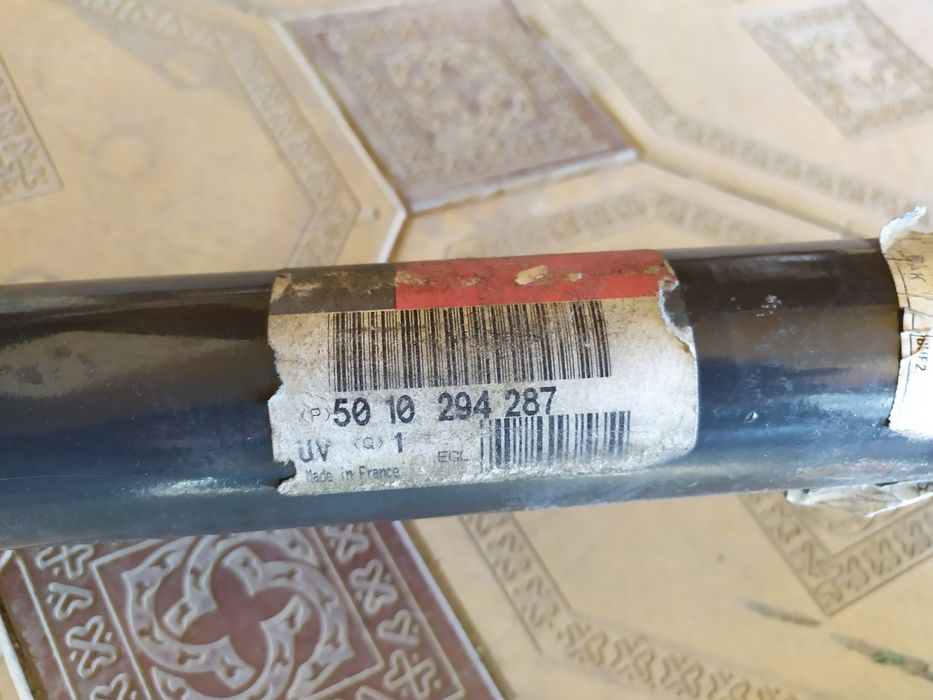 (P)50 10 294 287
UV (Q) 1 EGL
Made in France